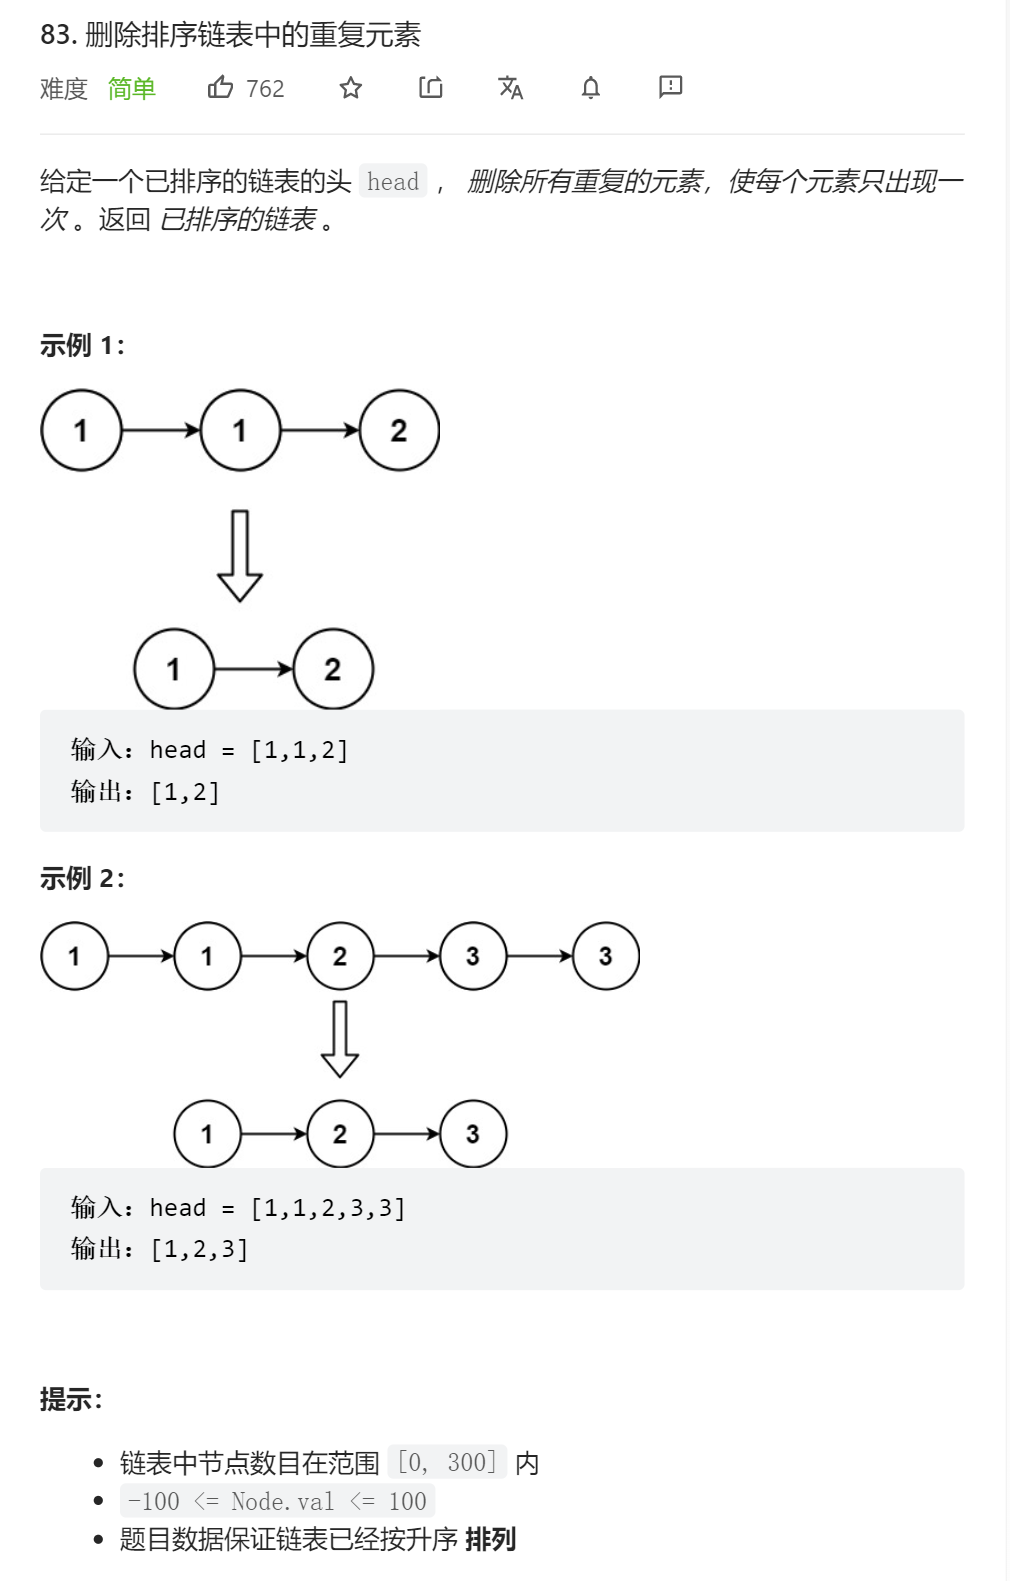 83. 删除排序链表中的重复元素
难度 简单 762
给定一个已排序的链表的头 head ， 删除所有重复的元素，使每个元素只出现一
次 。返回 已排序的链表 。
示例 1：
1 1 2
1 2
输入：head = [1,1,2]
输出：[1,2]
示例 2：
1 1 2 3 3
1 2 3
输入：head = [1,1,2,3,3]
输出：[1,2,3]
提示：
链表中节点数目在范围 [0, 300] 内
-100 <= Node.val <= 100
题目数据保证链表已经按升序 排列